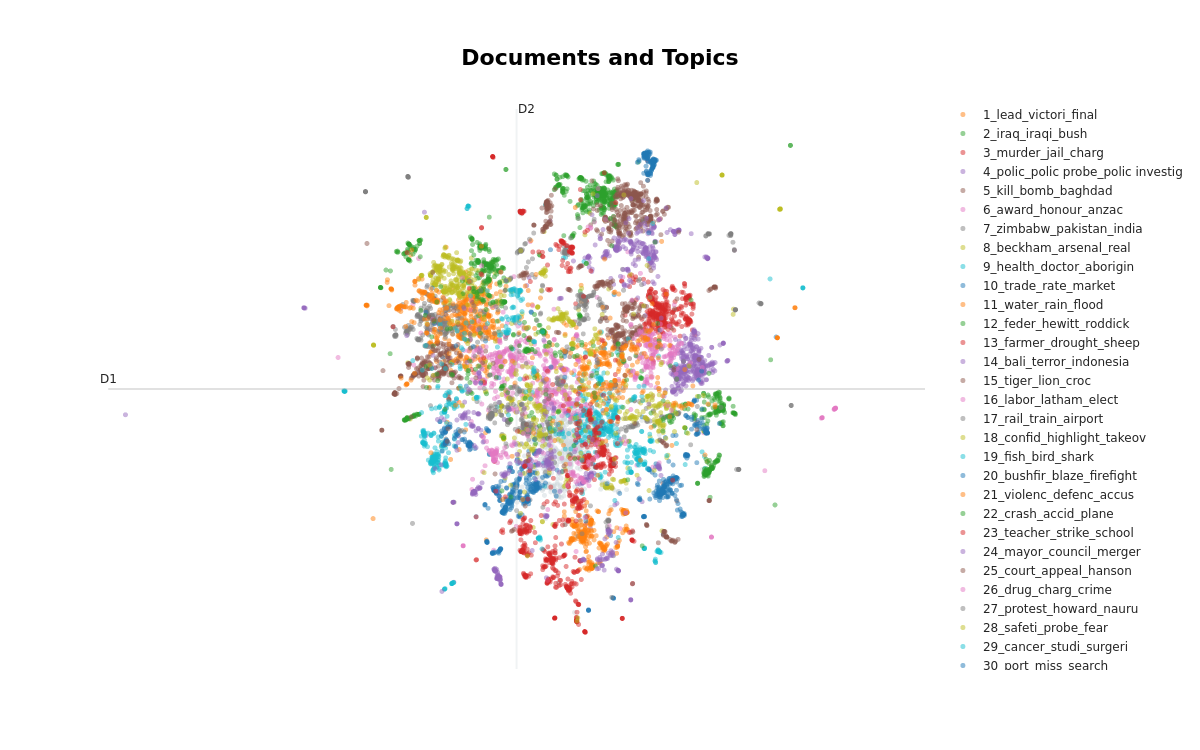 Documents and Topics
D2
D1
1_lead_victori_final
2_iraq_iraqi_bush
3_murder_jail_charg
4_polic_polic probe_polic investig
5_kill_bomb_baghdad
6_award_honour_anzac
7_zimbabw_pakistan_india
8_beckham_arsenal_real
9_health_doctor_aborigin
10_trade_rate_market
11_water_rain_flood
12_feder_hewitt_roddick
13_farmer_drought_sheep
14_bali_terror_indonesia
15_tiger_lion_croc
16_labor_latham_elect
17_rail_train_airport
18_confid_highlight_takeov
19_fish_bird_shark
20_bushfir_blaze_firefight
21_violenc_defenc_accus
22_crash_accid_plane
23_teacher_strike_school
24_mayor_council_merger
25_court_appeal_hanson
26_drug_charg_crime
27_protest_howard_nauru
28_safeti_probe_fear
29_cancer_studi_surgeri
30_port_miss_search